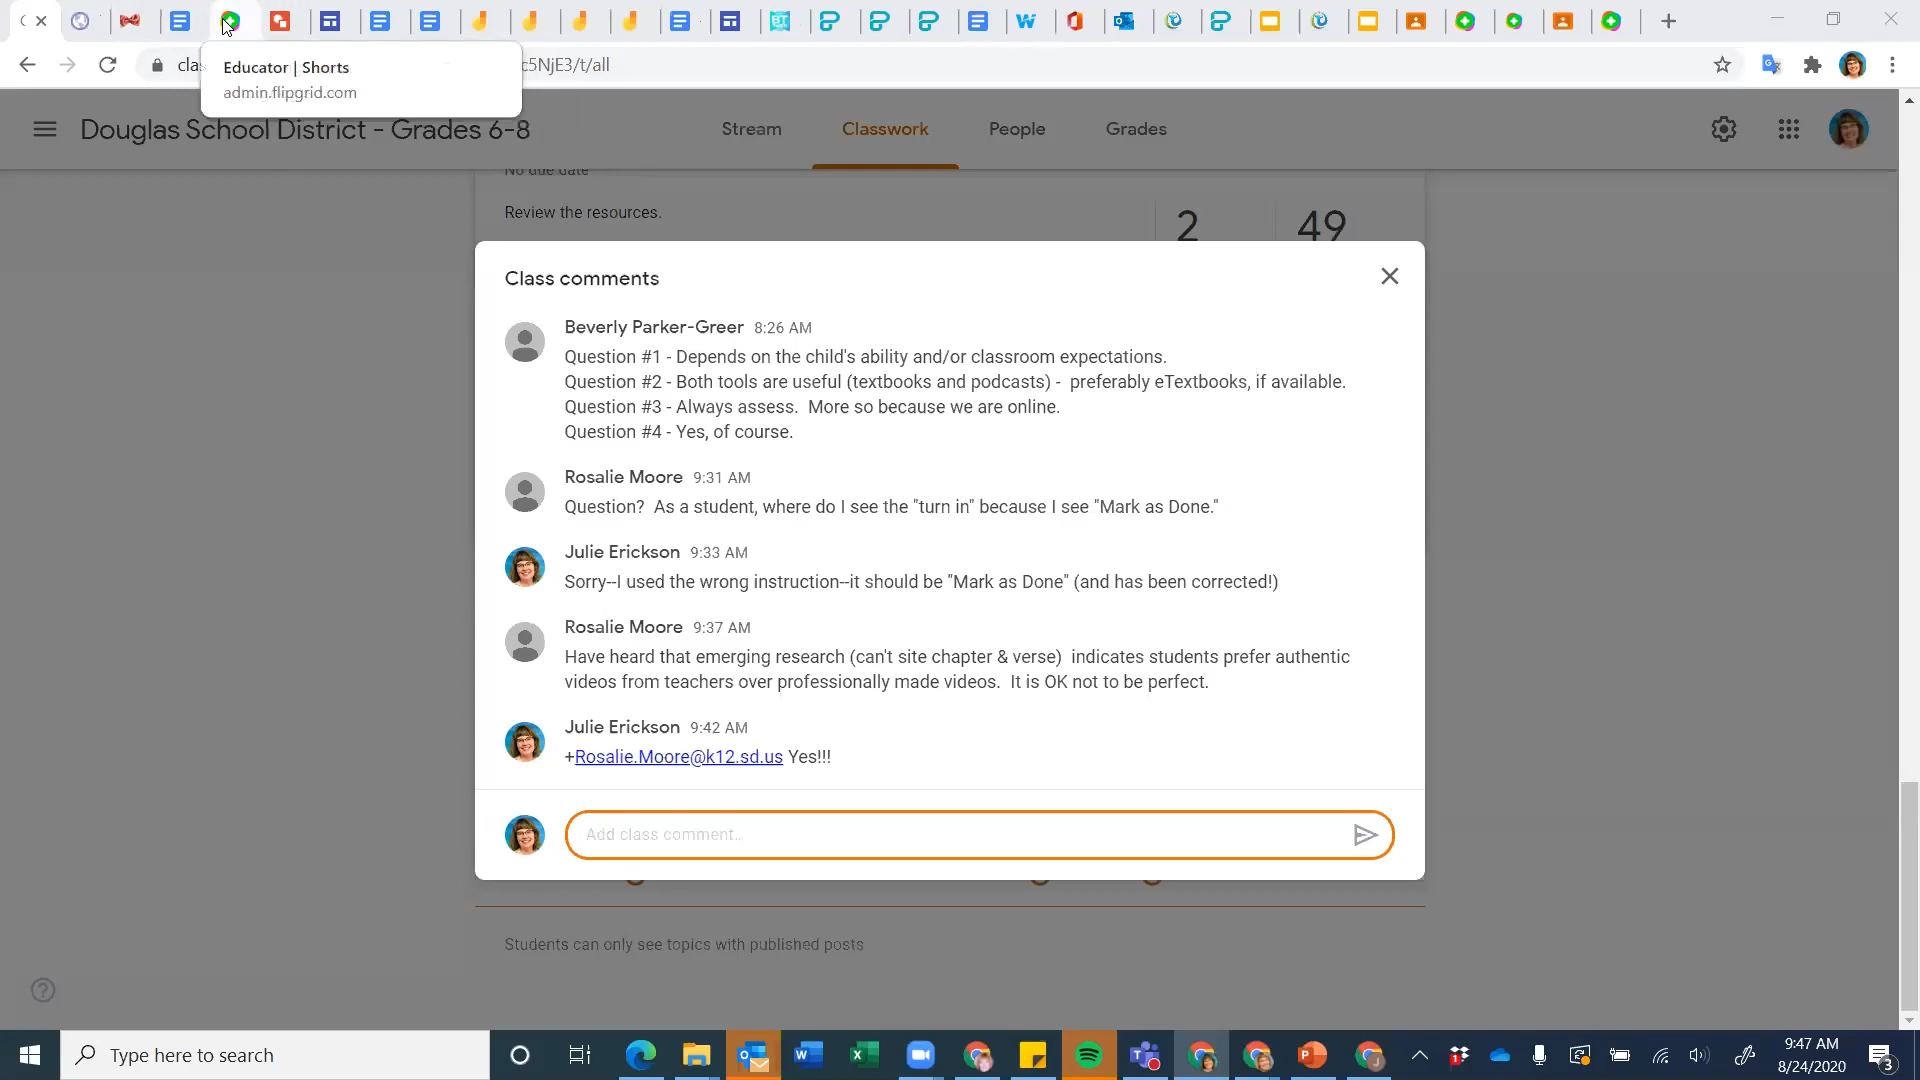 Educator | Shorts
admin.flipgrid.com
clas
c5NjE3/t/all
Douglas School District - Grades 6-8
Stream
Classwork
People
Grades
No due date
Review the resources.
2
49
Class comments
Beverly Parker-Greer 8:26 AM
Question #1 - Depends on the child's ability and/or classroom expectations.
Question #2 - Both tools are useful (textbooks and podcasts) - preferably eTextbooks, if available.
Question #3 - Always assess. More so because we are online.
Question #4 - Yes, of course.
Rosalie Moore 9:31 AM
Question? As a student, where do I see the "turn in" because I see "Mark as Done."
Julie Erickson 9:33 AM
Sorry--I used the wrong instruction--it should be "Mark as Done" (and has been corrected!)
Rosalie Moore 9:37 AM
Have heard that emerging research (can't site chapter & verse) indicates students prefer authentic
videos from teachers over professionally made videos. It is OK not to be perfect.
Julie Erickson 9:42 AM
+Rosalie.Moore@k12.sd.us Yes!!!
Add class comment...
Students can only see topics with published posts
Type here to search
9:47 AM
8/24/2020
3